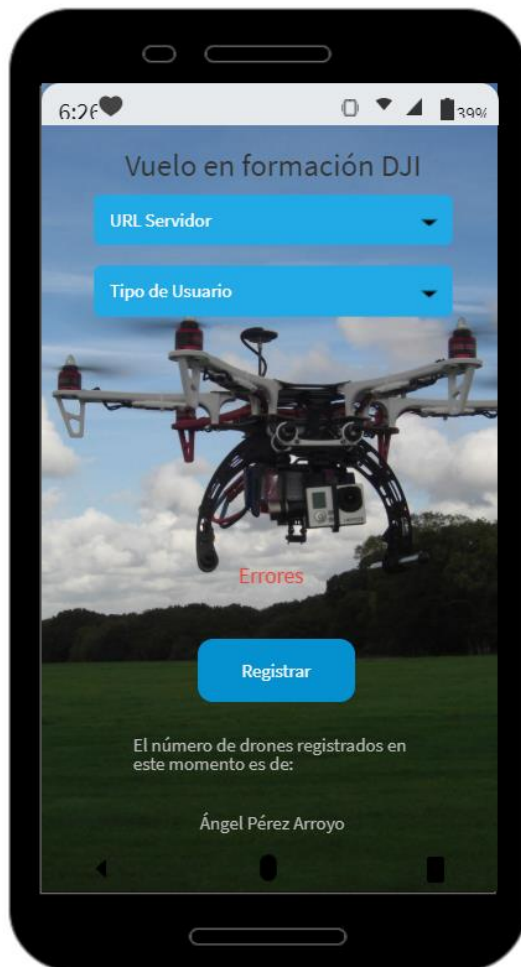 6:26
39%
Vuelo en formación DJI
URL Servidor
Tipo de Usuario
Errores
Registrar
El número de drones registrados en
este momento es de:
Ángel Pérez Arroyo